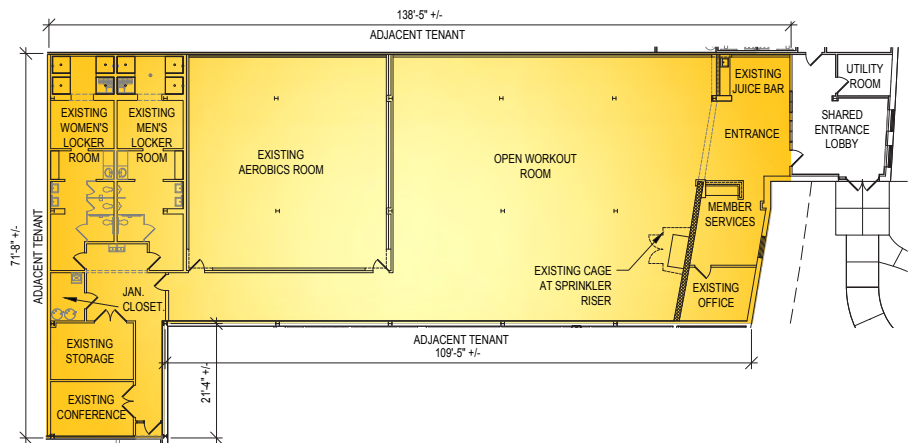 138'-5" +/-
ADJACENT TENANT
EXISTING
JUICE BAR
UTILITY
ROOM
EXISTING
WOMEN'S
LOCKER
ROOM
EXISTING
MEN'S
LOCKER
ROOM
SHARED
ENTRANCE
LOBBY
ENTRANCE
EXISTING
AEROBICS ROOM
OPEN WORKOUT
ROOM
MEMBER
SERVICES
71'-8" +/-
ADJACENT TENANT
EXISTING CAGE
AT SPRINKLER
RISER
EXISTING
OFFICE
JAN.
CLOSET.
EXISTING
STORAGE
ADJACENT TENANT
109'-5" +/-
21'-4" +/-
EXISTING
CONFERENCE